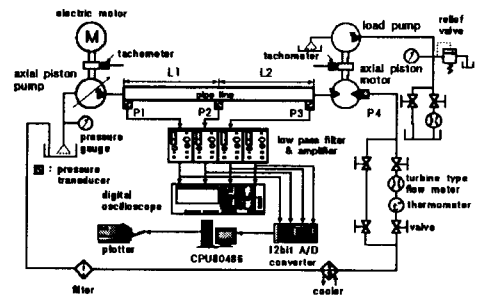 electric motor
M
tachometer
axial piston
pump
L1
L2
pipe line
P1
P2
P3
P4
load pump
relief
valve
tachometer
axial piston
motor
pressure
gauge
: pressure
transducer
low pass filter
& amplifier
digital
oscilloscope
plotter
CPU80486
12bit A/D
converter
turbine type
flow meter
thermometer
valve
filter
cooler